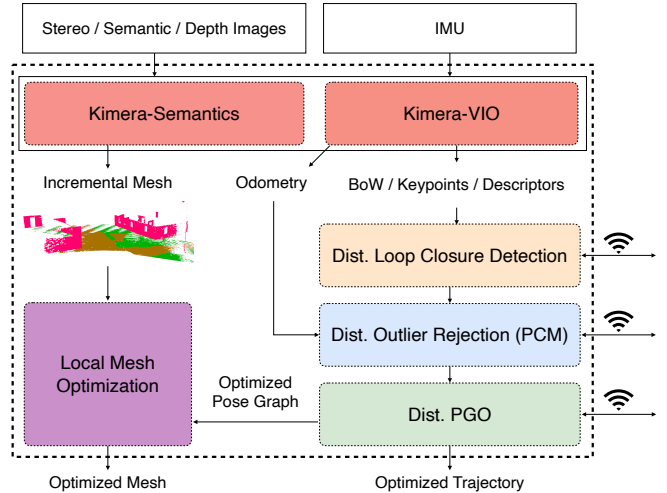 Stereo / Semantic / Depth Images
IMU
Kimera-Semantics
Kimera-VIO
Incremental Mesh
Odometry
BoW / Keypoints / Descriptors
Dist. Loop Closure Detection
Dist. Outlier Rejection (PCM)
Local Mesh
Optimization
Optimized
Pose Graph
Dist. PGO
Optimized Mesh
Optimized Trajectory